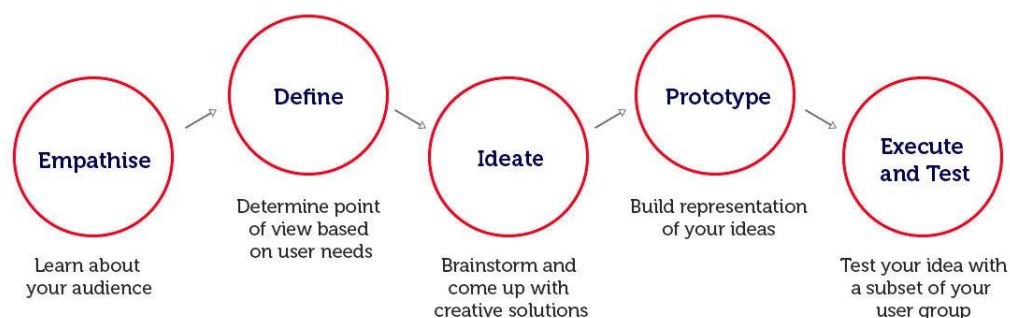 Empathise
Learn about
your audience
Define
Determine point
of view based
on user needs
Ideate
Brainstorm and
come up with
creative solutions
Prototype
Build representation
of your ideas
Execute
and Test
Test your idea with
a subset of your
user group